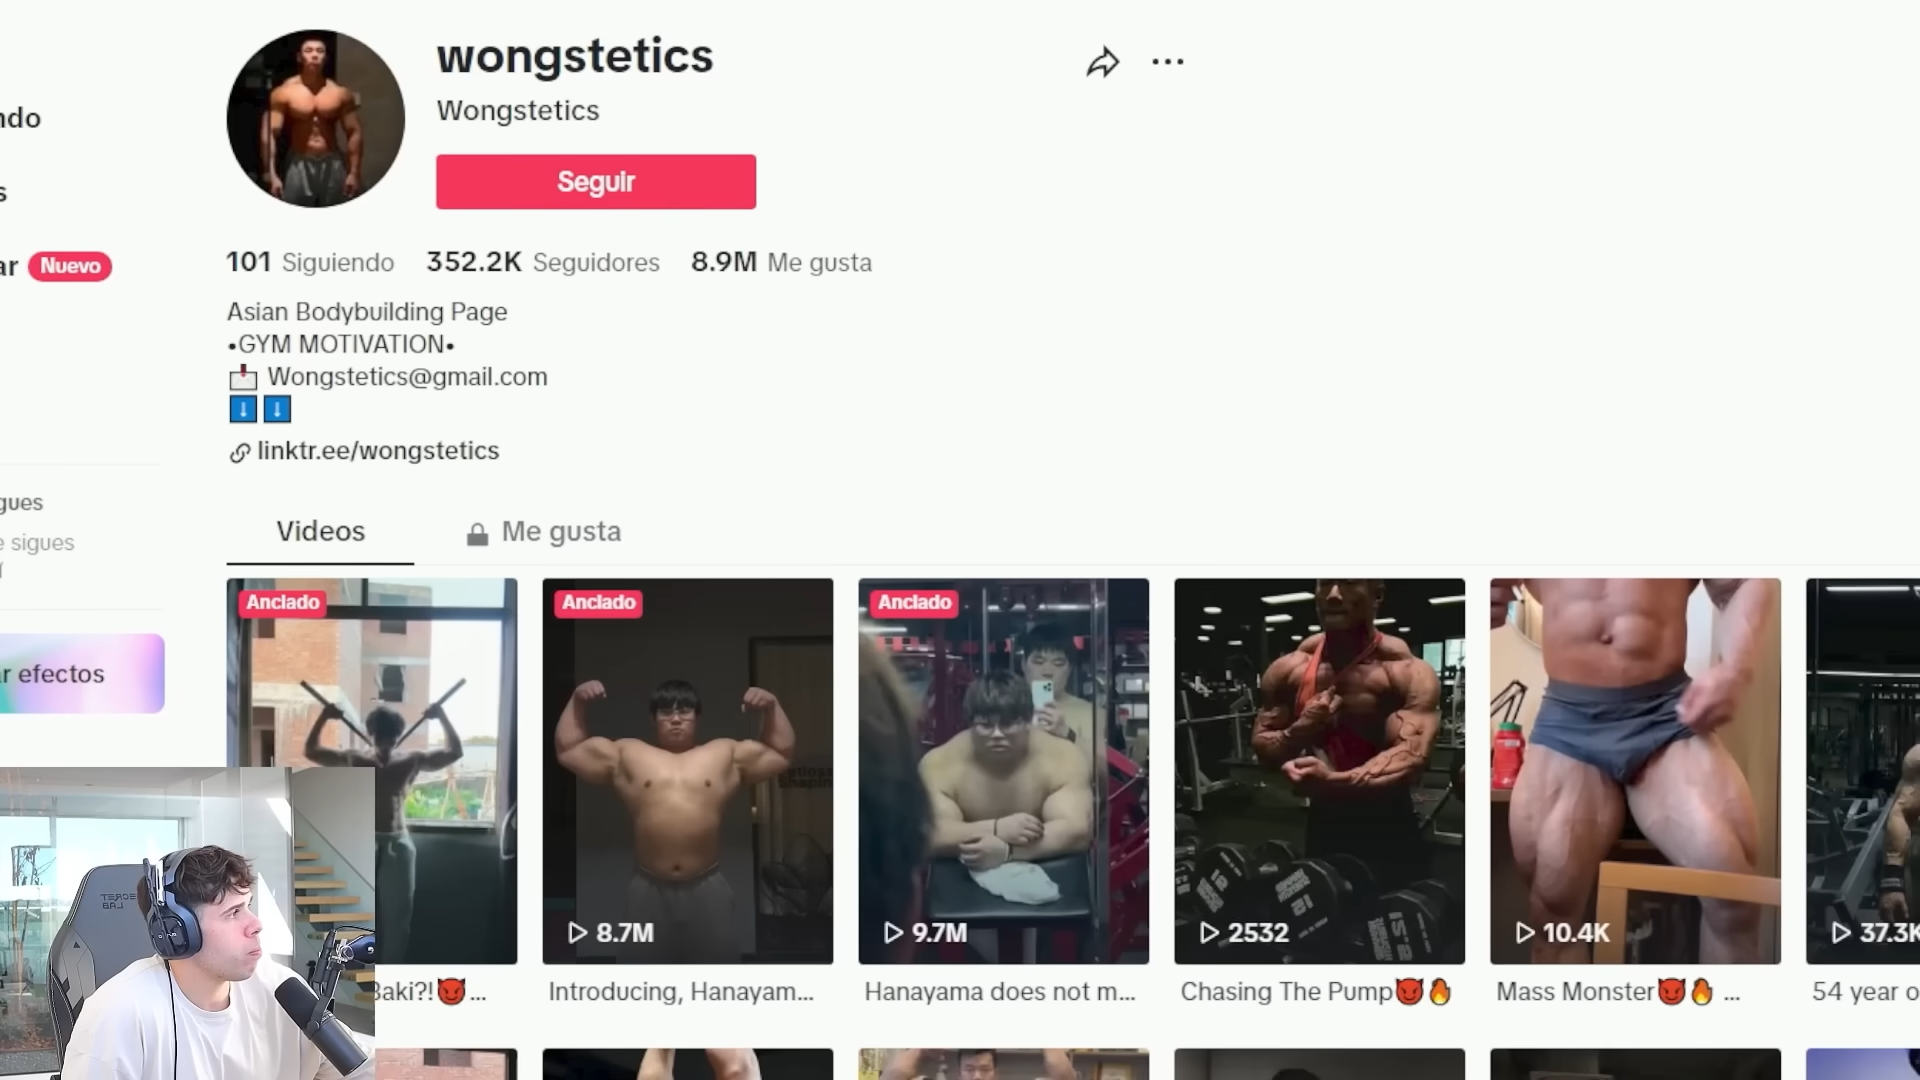 wongstetics
Wongstetics
Seguir
ndo
s
ar Nuevo
101 Siguiendo 352.2K Seguidores 8.9M Me gusta
Asian Bodybuilding Page
•GYM MOTIVATION•
Wongstetics@gmail.com
linktr.ee/wongstetics
gues
e sigues
Videos
Me gusta
Anclado
Anclado
Anclado
ar efectos
8.7M
9.7M
2532
10.4K
37.3K
Baki?!😈...
Introducing, Hanayam...
Hanayama does not m...
Chasing The Pump😈🔥
Mass Monster😈🔥 ...
54 year o
SECRET
LAB